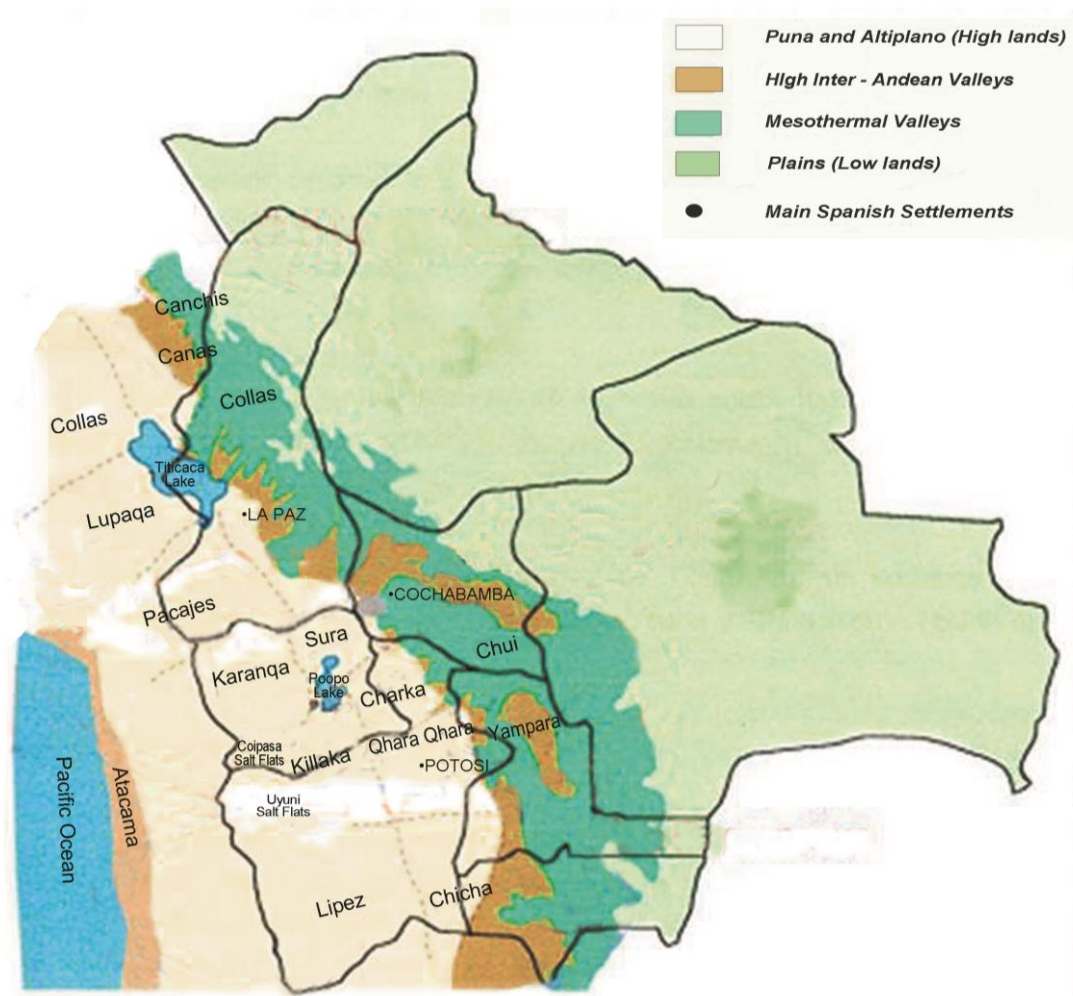 Puna and Altiplano (High lands)
High Inter - Andean Valleys
Mesothermal Valleys
Plains (Low lands)
Main Spanish Settlements
Canchis
Canas
Collas
Collas
Titicaca
Lake
Lupaqa
LA PAZ
COCHABAMBA
Pacajes
Sura
Chui
Karanqa
Poopo
Lake
Charka
Qhara Qhara
Yampara
Coipasa
Salt Flats
Killaka
POTOSI
Uyuni
Salt Flats
Pacific Ocean
Atacama
Lipez
Chicha